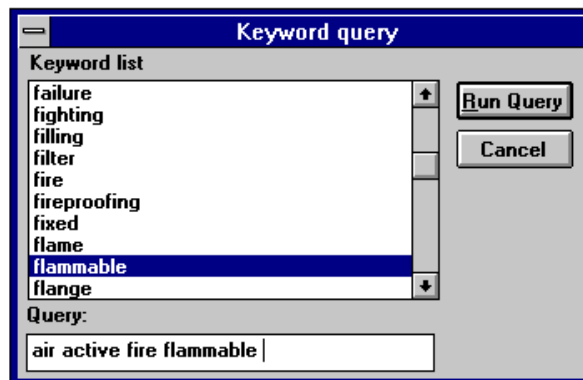 Keyword query
Keyword list
failure
fighting
filling
filter
fire
fireproofing
fixed
flame
flammable
flange
Run Query
Cancel
Query:
air active fire flammable